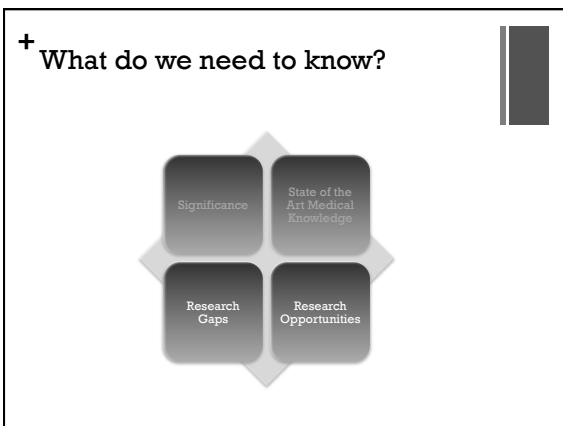 +
What do we need to know?
Significance
State of the
Art Medical
Knowledge
Research
Gaps
Research
Opportunities